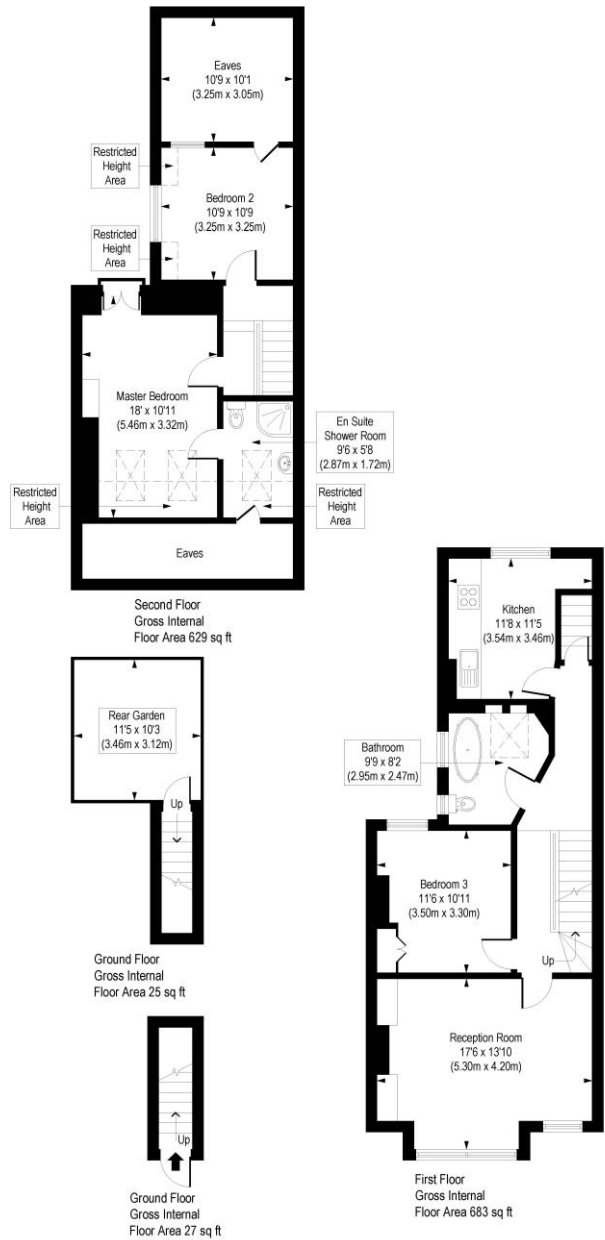 Eaves
10'9 x 10'1
(3.25m x 3.05m)
Restricted
Height
Area
Bedroom 2
10'9 x 10'9
(3.25m x 3.25m)
Restricted
Height
Area
Master Bedroom
18' x 10'11
(5.46m x 3.32m)
En Suite
Shower Room
9'6 x 5'8
(2.87m x 1.72m)
Restricted
Height
Area
Restricted
Height
Area
Eaves
Second Floor
Gross Internal
Floor Area 629 sq ft
Rear Garden
11'5 x 10'3
(3.46m x 3.12m)
Up
Ground Floor
Gross Internal
Floor Area 25 sq ft
Up
Ground Floor
Gross Internal
Floor Area 27 sq ft
Kitchen
11'8 x 11'5
(3.54m x 3.46m)
Bathroom
9'9 x 8'2
(2.95m x 2.47m)
Bedroom 3
11'6 x 10'11
(3.50m x 3.30m)
Up
Reception Room
17'6 x 13'10
(5.30m x 4.20m)
First Floor
Gross Internal
Floor Area 683 sq ft